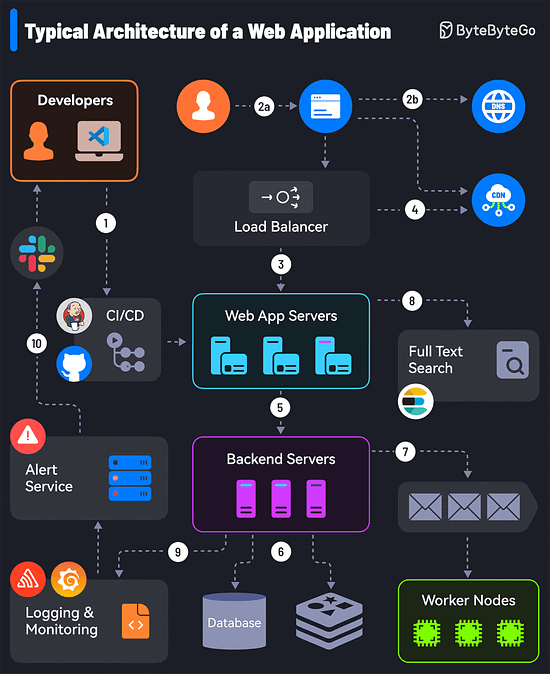 Typical Architecture of a Web Application
ByteByteGo
Developers
2a
2b
DNS
1
CDN
4
Load Balancer
3
CI/CD
Web App Servers
8
Full Text
Search
10
5
Alert
Service
Backend Servers
7
9
6
Logging &
Monitoring
Database
Worker Nodes